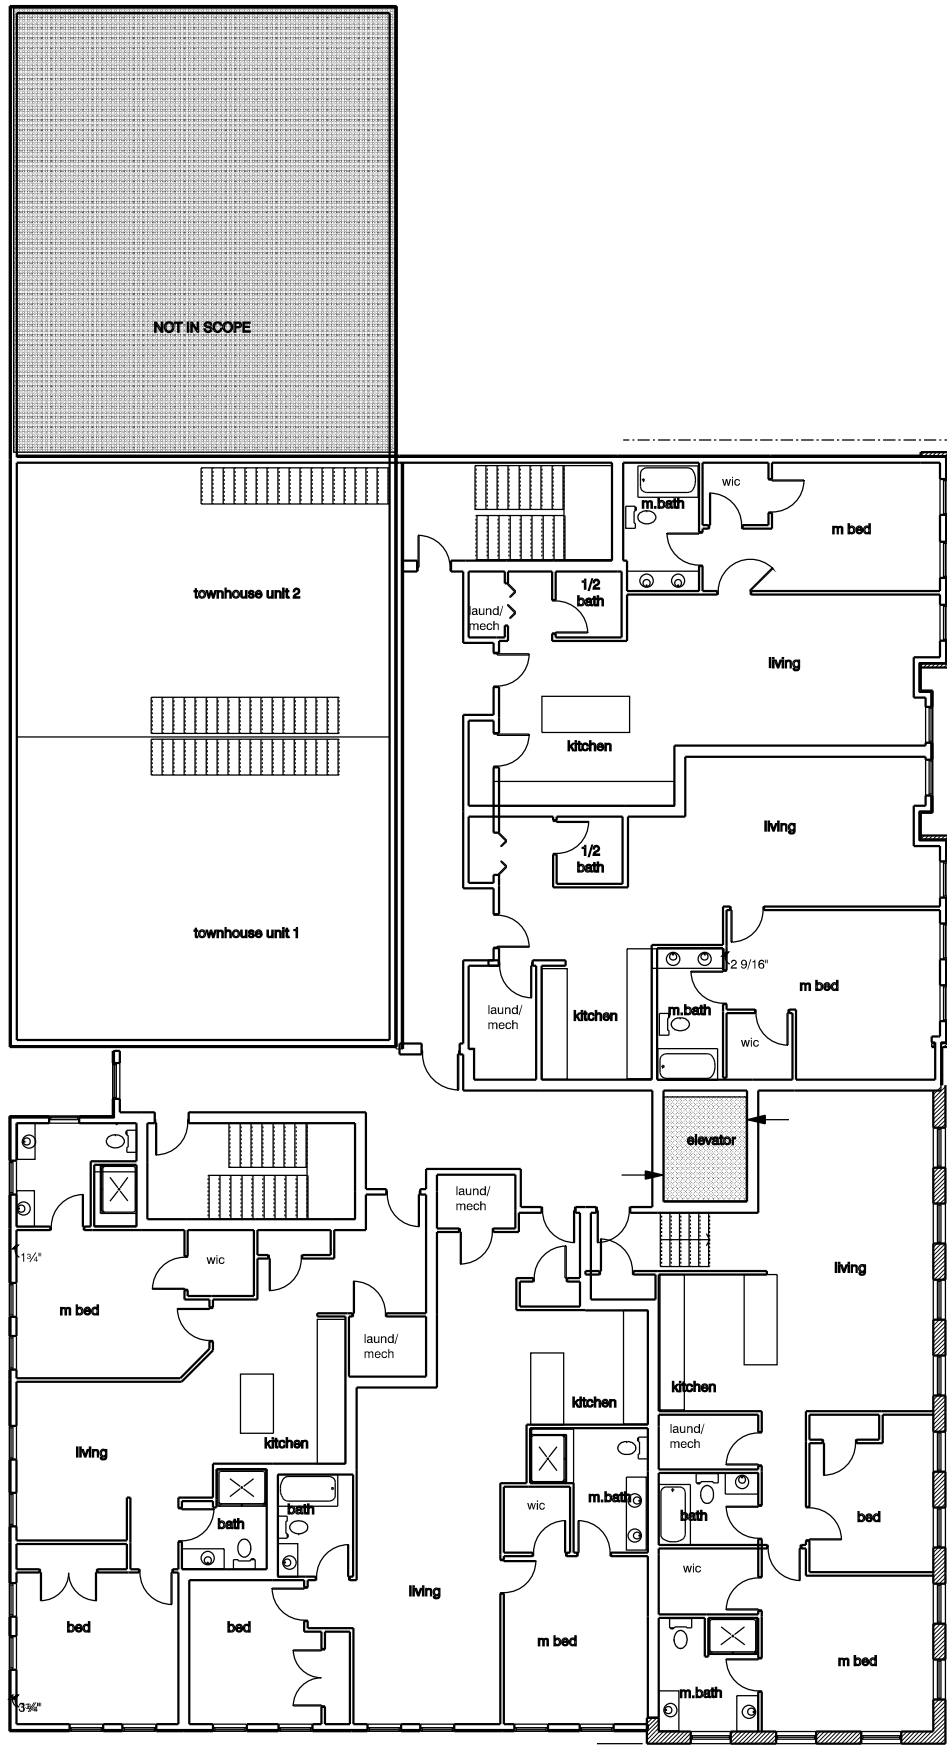 NOT IN SCOPE
wic
m.bath
m bed
townhouse unit 2
1/2
bath
laund/
mech
living
kitchen
living
1/2
bath
townhouse unit 1
2 9/16"
m bed
laund/
mech
kitchen
m.bath
wic
elevator
laund/
mech
1¾"
wic
living
m bed
laund/
mech
kitchen
kitchen
laund/
mech
living
kitchen
wic
m.bath
bath
bath
bath
bed
wic
living
bed
bed
m bed
m bed
m.bath